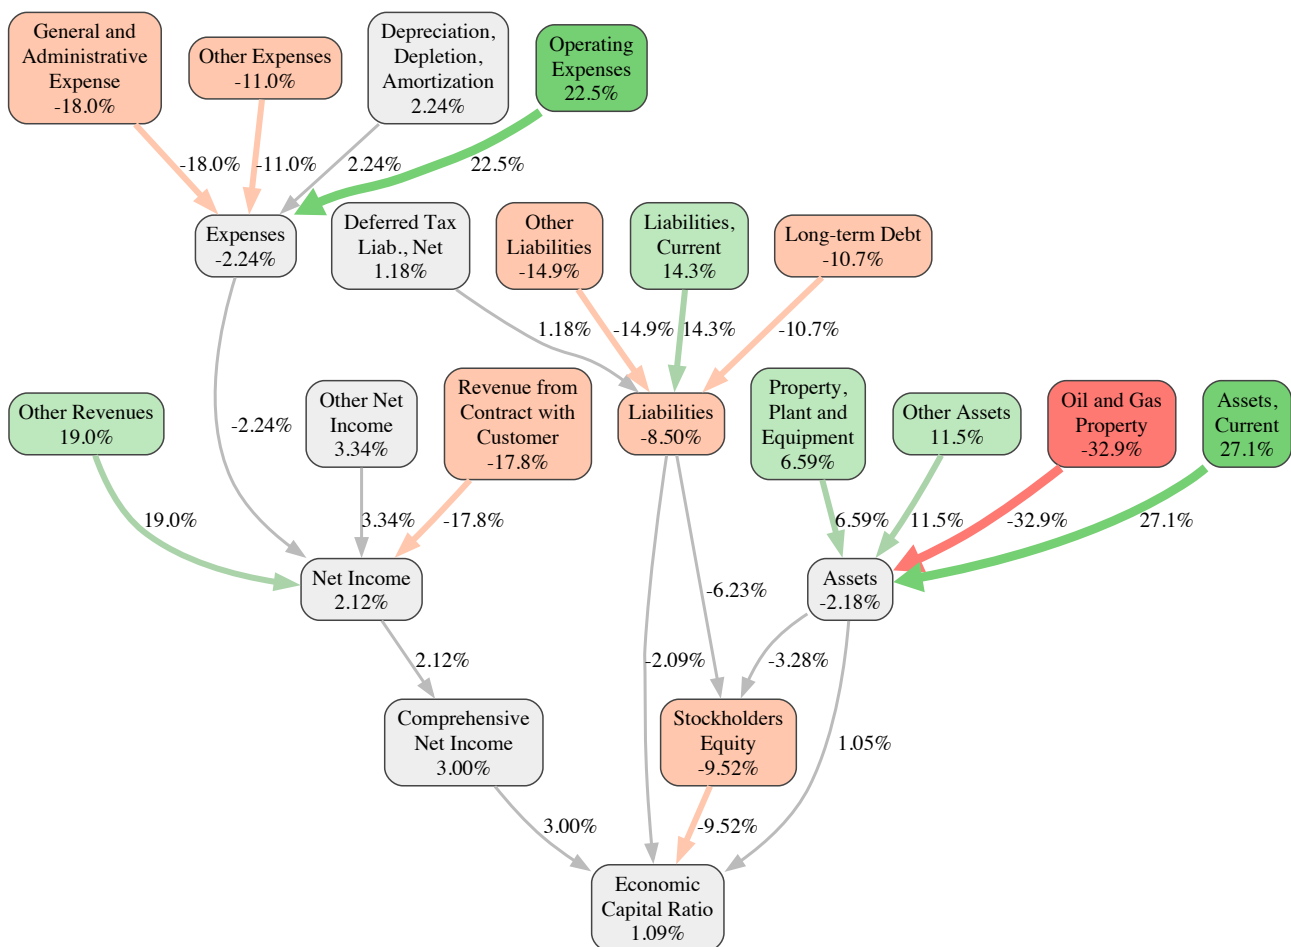 General and
Administrative
Expense
-18.0%
Other Expenses
-11.0%
Depreciation,
Depletion,
Amortization
2.24%
Operating
Expenses
22.5%
-18.0%
-11.0%
2.24%
22.5%
Expenses
-2.24%
Deferred Tax
Liab., Net
1.18%
Other
Liabilities
-14.9%
Liabilities,
Current
14.3%
Long-term Debt
-10.7%
1.18%
-14.9%
14.3%
-10.7%
Other Revenues
19.0%
-2.24%
Other Net
Income
3.34%
Revenue from
Contract with
Customer
-17.8%
Liabilities
-8.50%
Property,
Plant and
Equipment
6.59%
Other Assets
11.5%
Oil and Gas
Property
-32.9%
Assets,
Current
27.1%
19.0%
3.34%
-17.8%
6.59%
11.5%
-32.9%
27.1%
Net Income
2.12%
-6.23%
Assets
-2.18%
2.12%
-2.09%
-3.28%
Comprehensive
Net Income
3.00%
Stockholders
Equity
-9.52%
1.05%
3.00%
-9.52%
Economic
Capital Ratio
1.09%